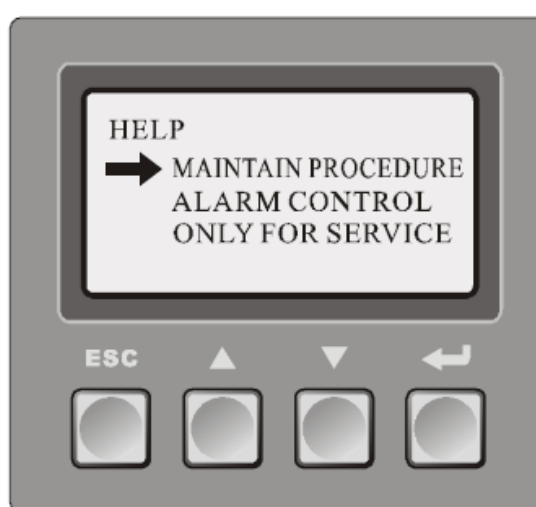 HELP
MAINTAIN PROCEDURE
ALARM CONTROL
ONLY FOR SERVICE
ESC